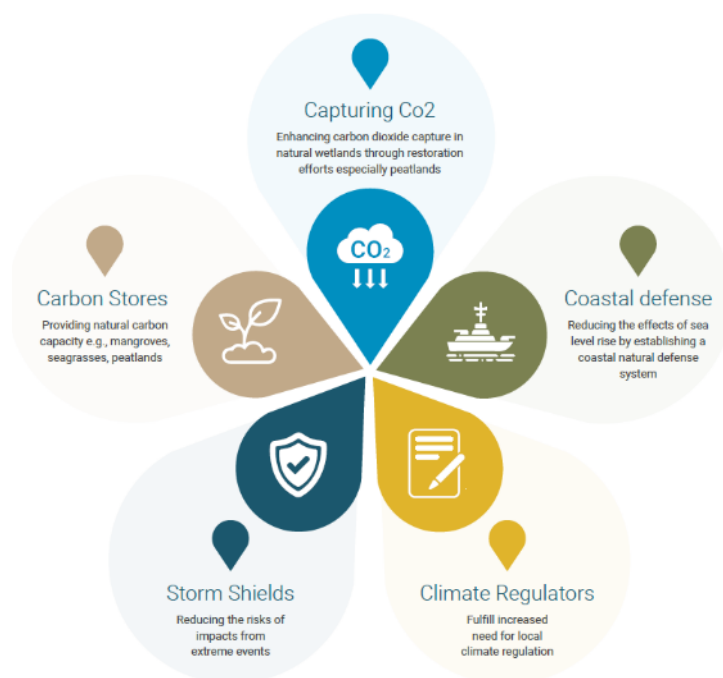 Capturing Co2
Enhancing carbon dioxide capture in
natural wetlands through restoration
efforts especially peatlands
CO₂
Carbon Stores
Providing natural carbon
capacity e.g., mangroves,
seagrasses, peatlands
Coastal defense
Reducing the effects of sea
level rise by establishing a
coastal natural defense
system
Storm Shields
Reducing the risks of
impacts from
extreme events
Climate Regulators
Fulfill increased
need for local
climate regulation